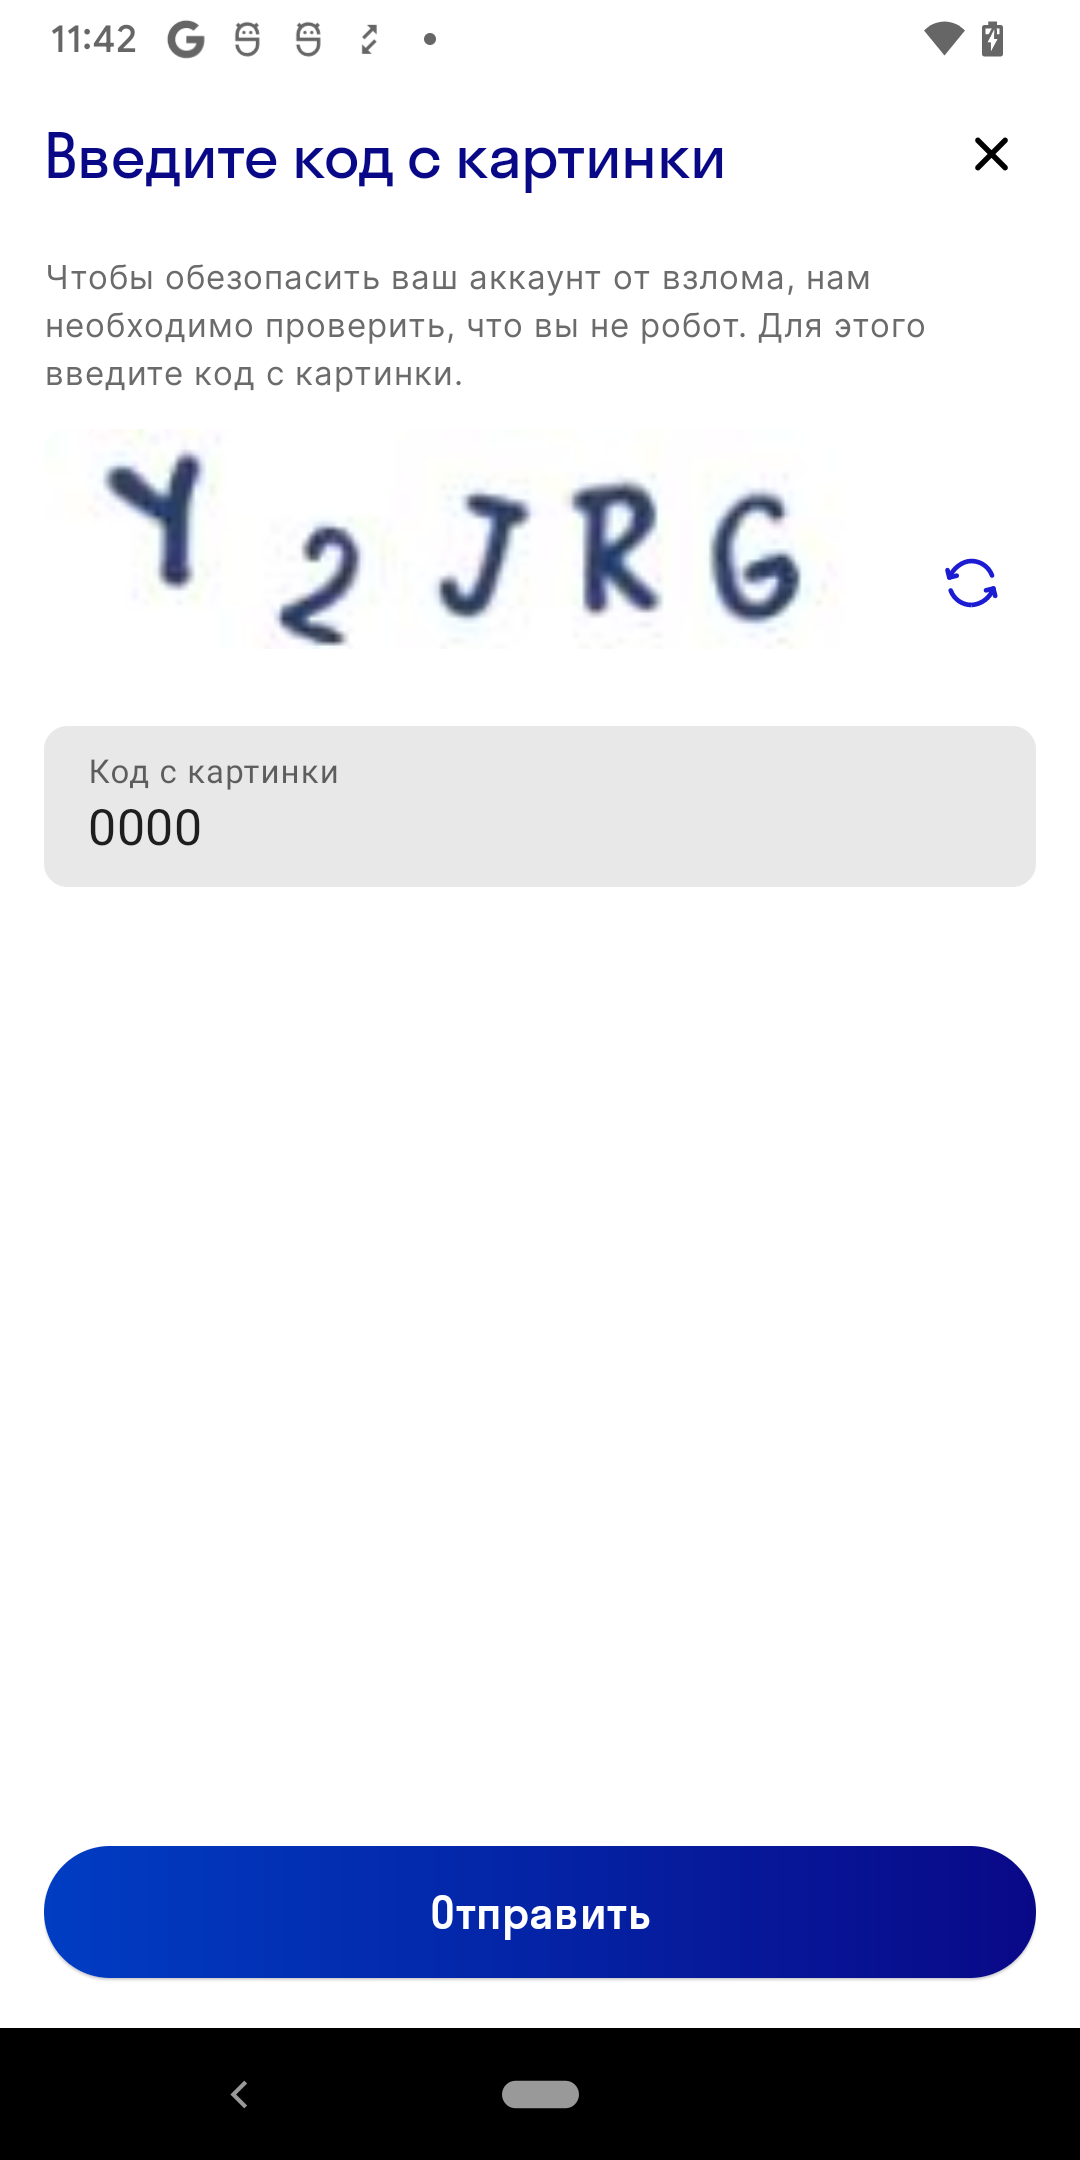 11:42
Введите код с картинки
Чтобы обезопасить ваш аккаунт от взлома, нам
необходимо проверить, что вы не робот. Для этого
введите код с картинки.
Y2JRG
Код с картинки
0000
Отправить